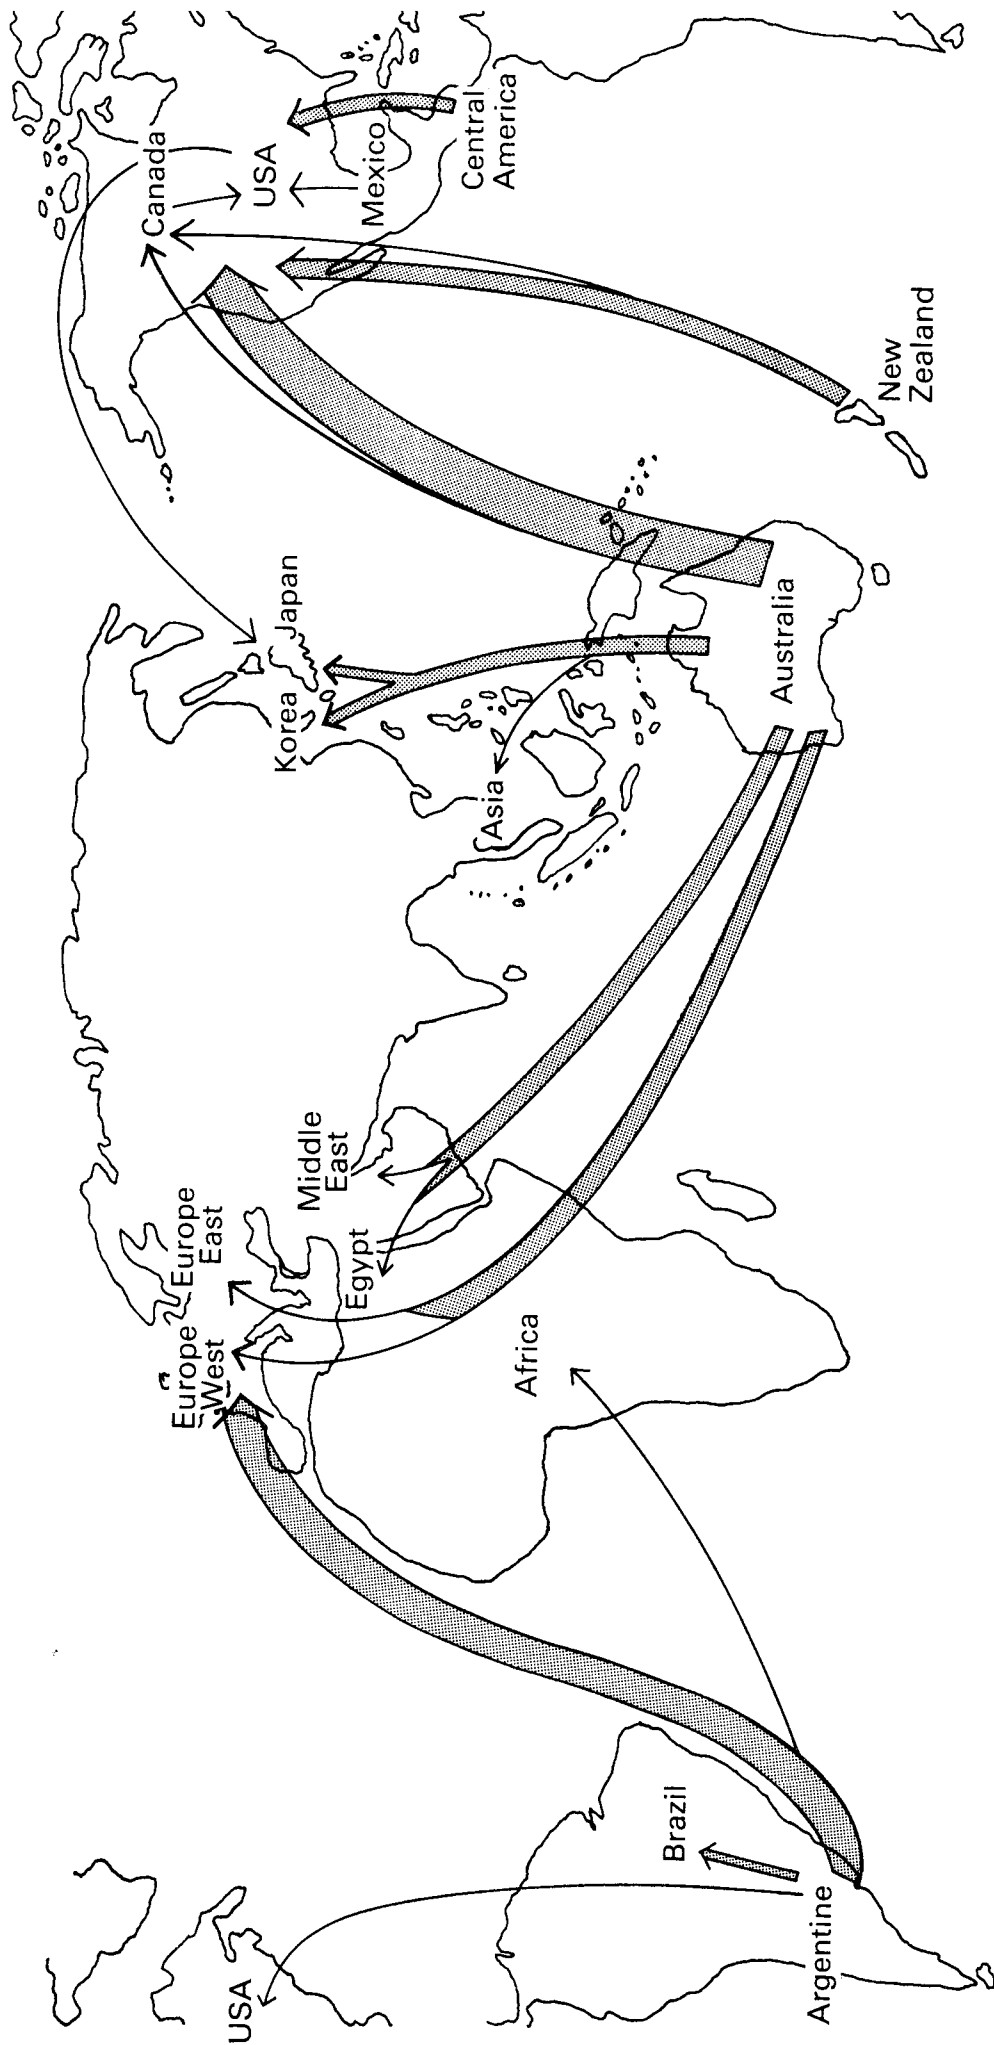 USA
Argentine
Brazil
Africa
Europe
West
Europe
East
Egypt
Middle
East
Asia
Korea
Japan
Australia
New
Zealand
Canada
USA
Mexico
Central
America